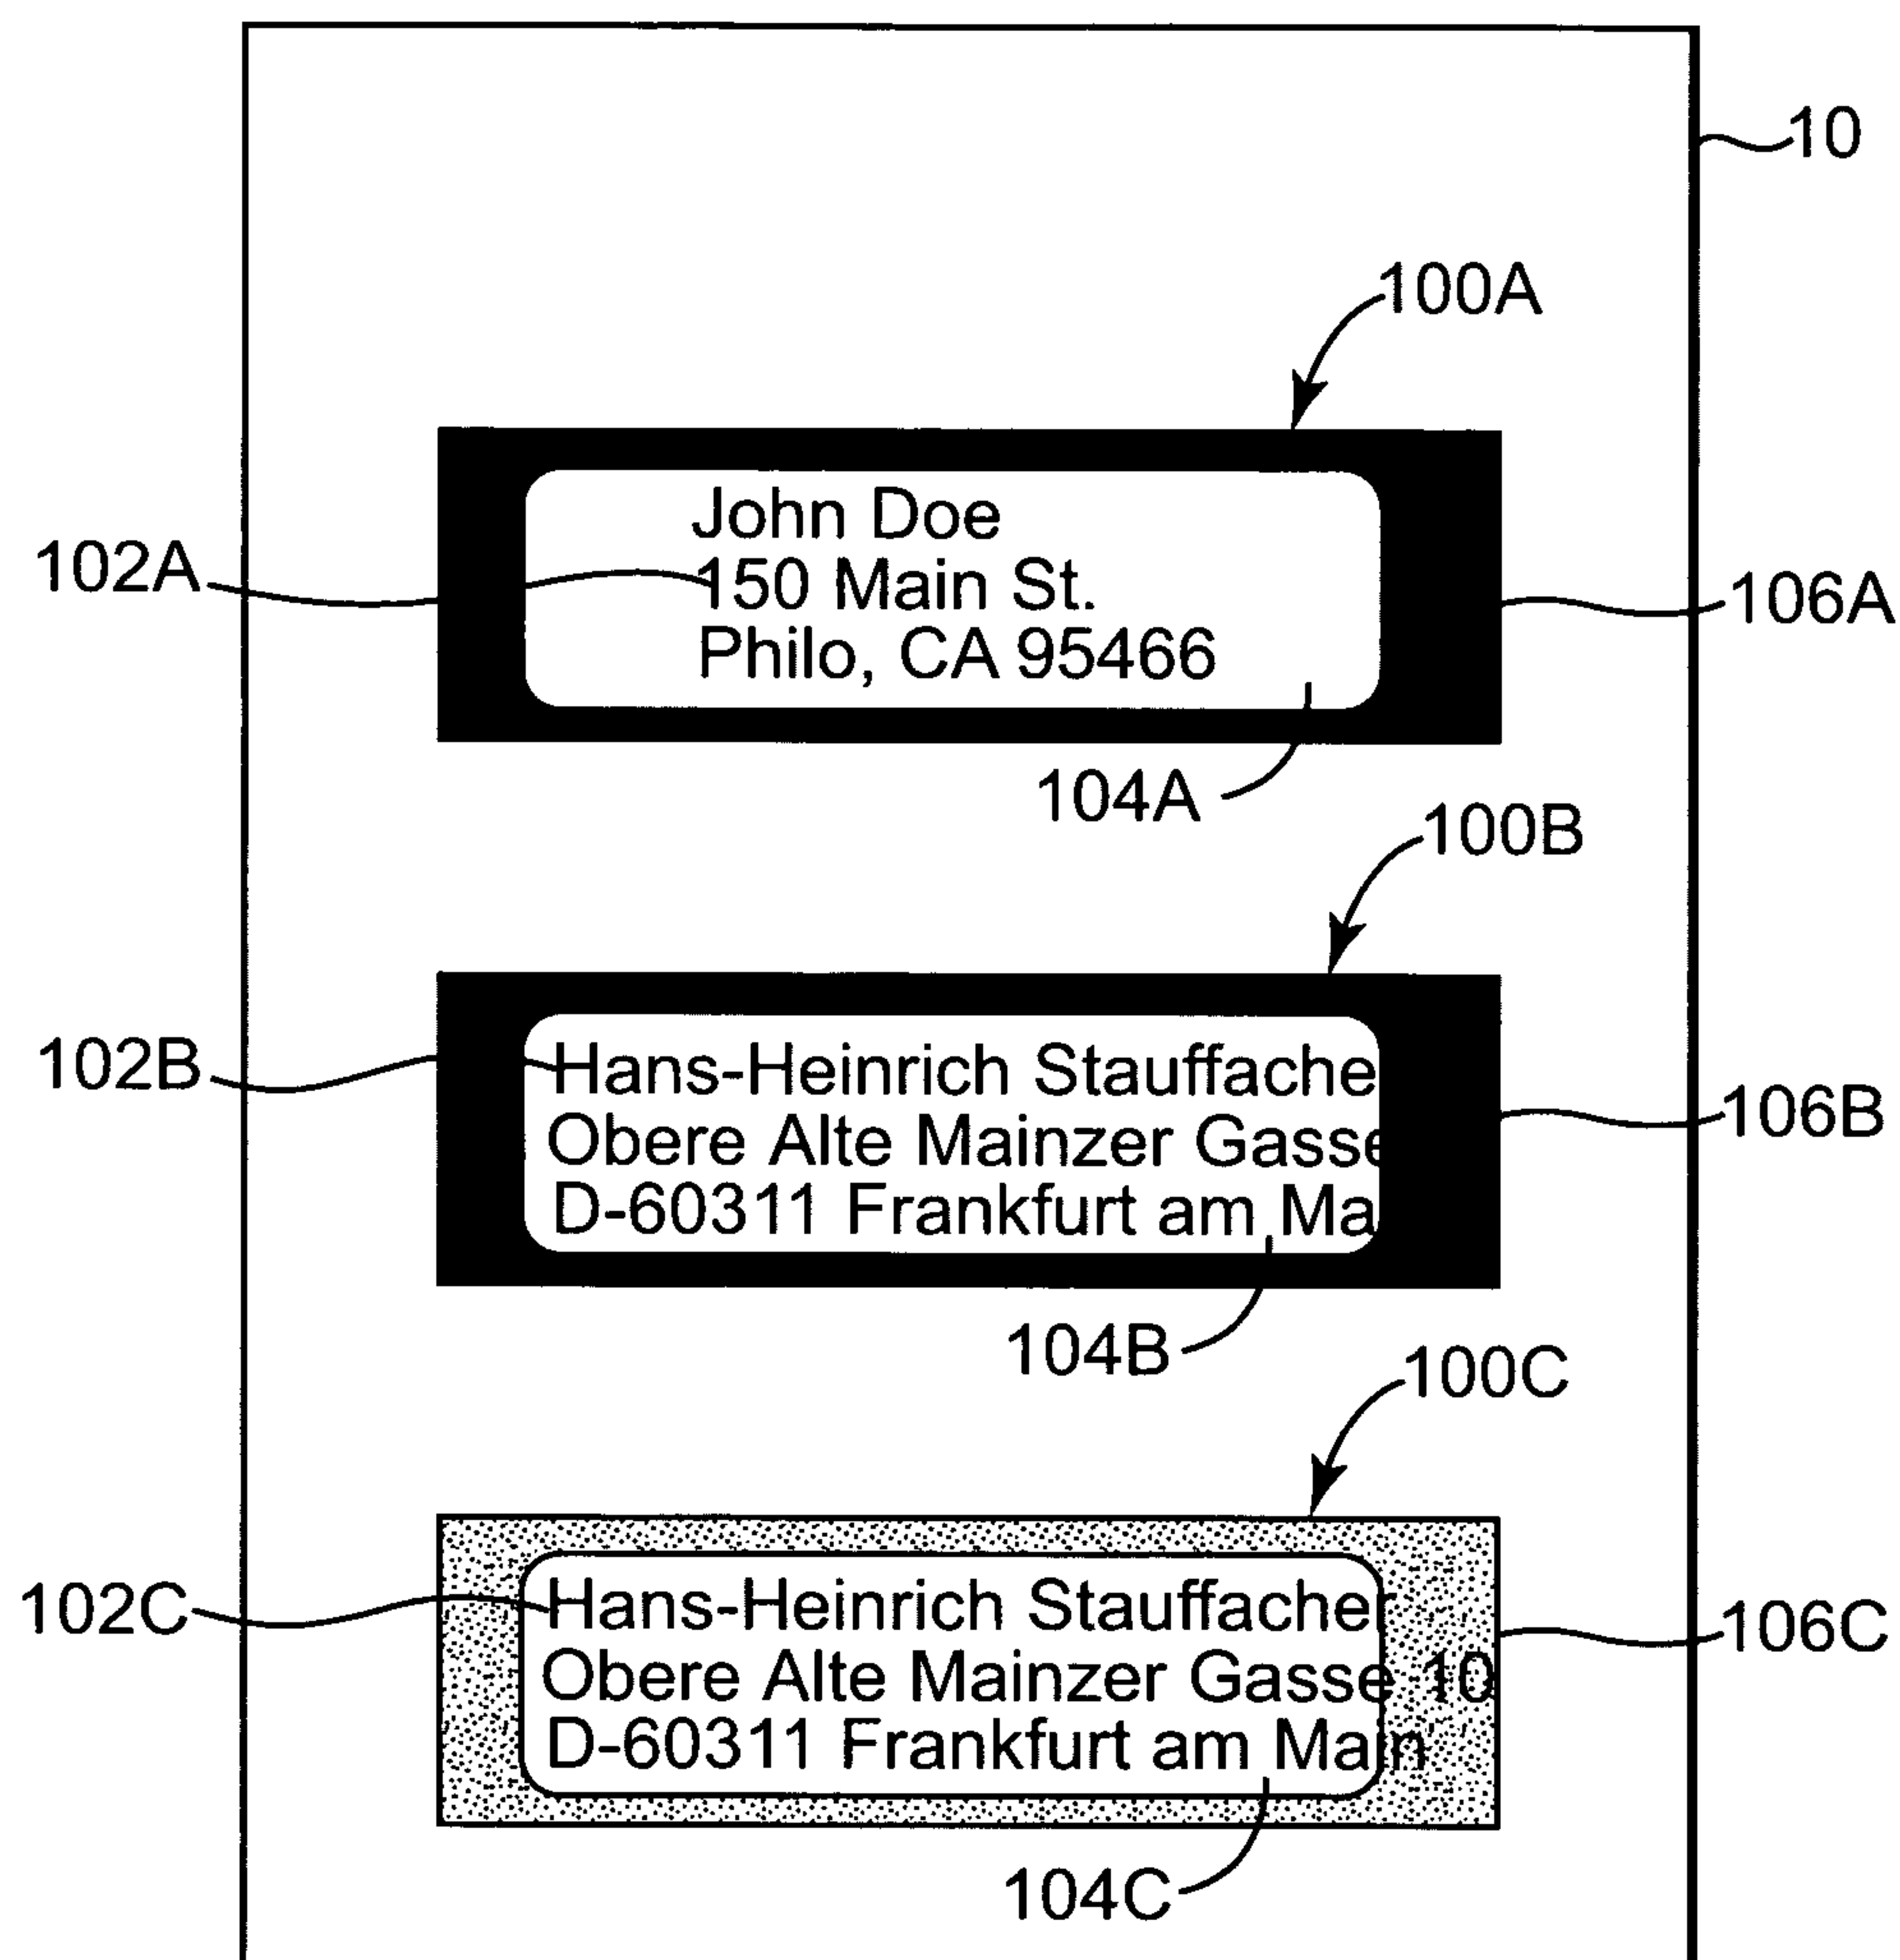 10
100A
John Doe
102A
150 Main St.
106A
Philo, CA 95466
104A
100B
102B
Hans-Heinrich Stauffache
106B
Obere Alte Mainzer Gasse
D-60311 Frankfurt am Ma
104B
100C
102C
Hans-Heinrich Stauffacher
106C
Obere Alte Mainzer Gasse 10
D-60311 Frankfurt am Main
104C